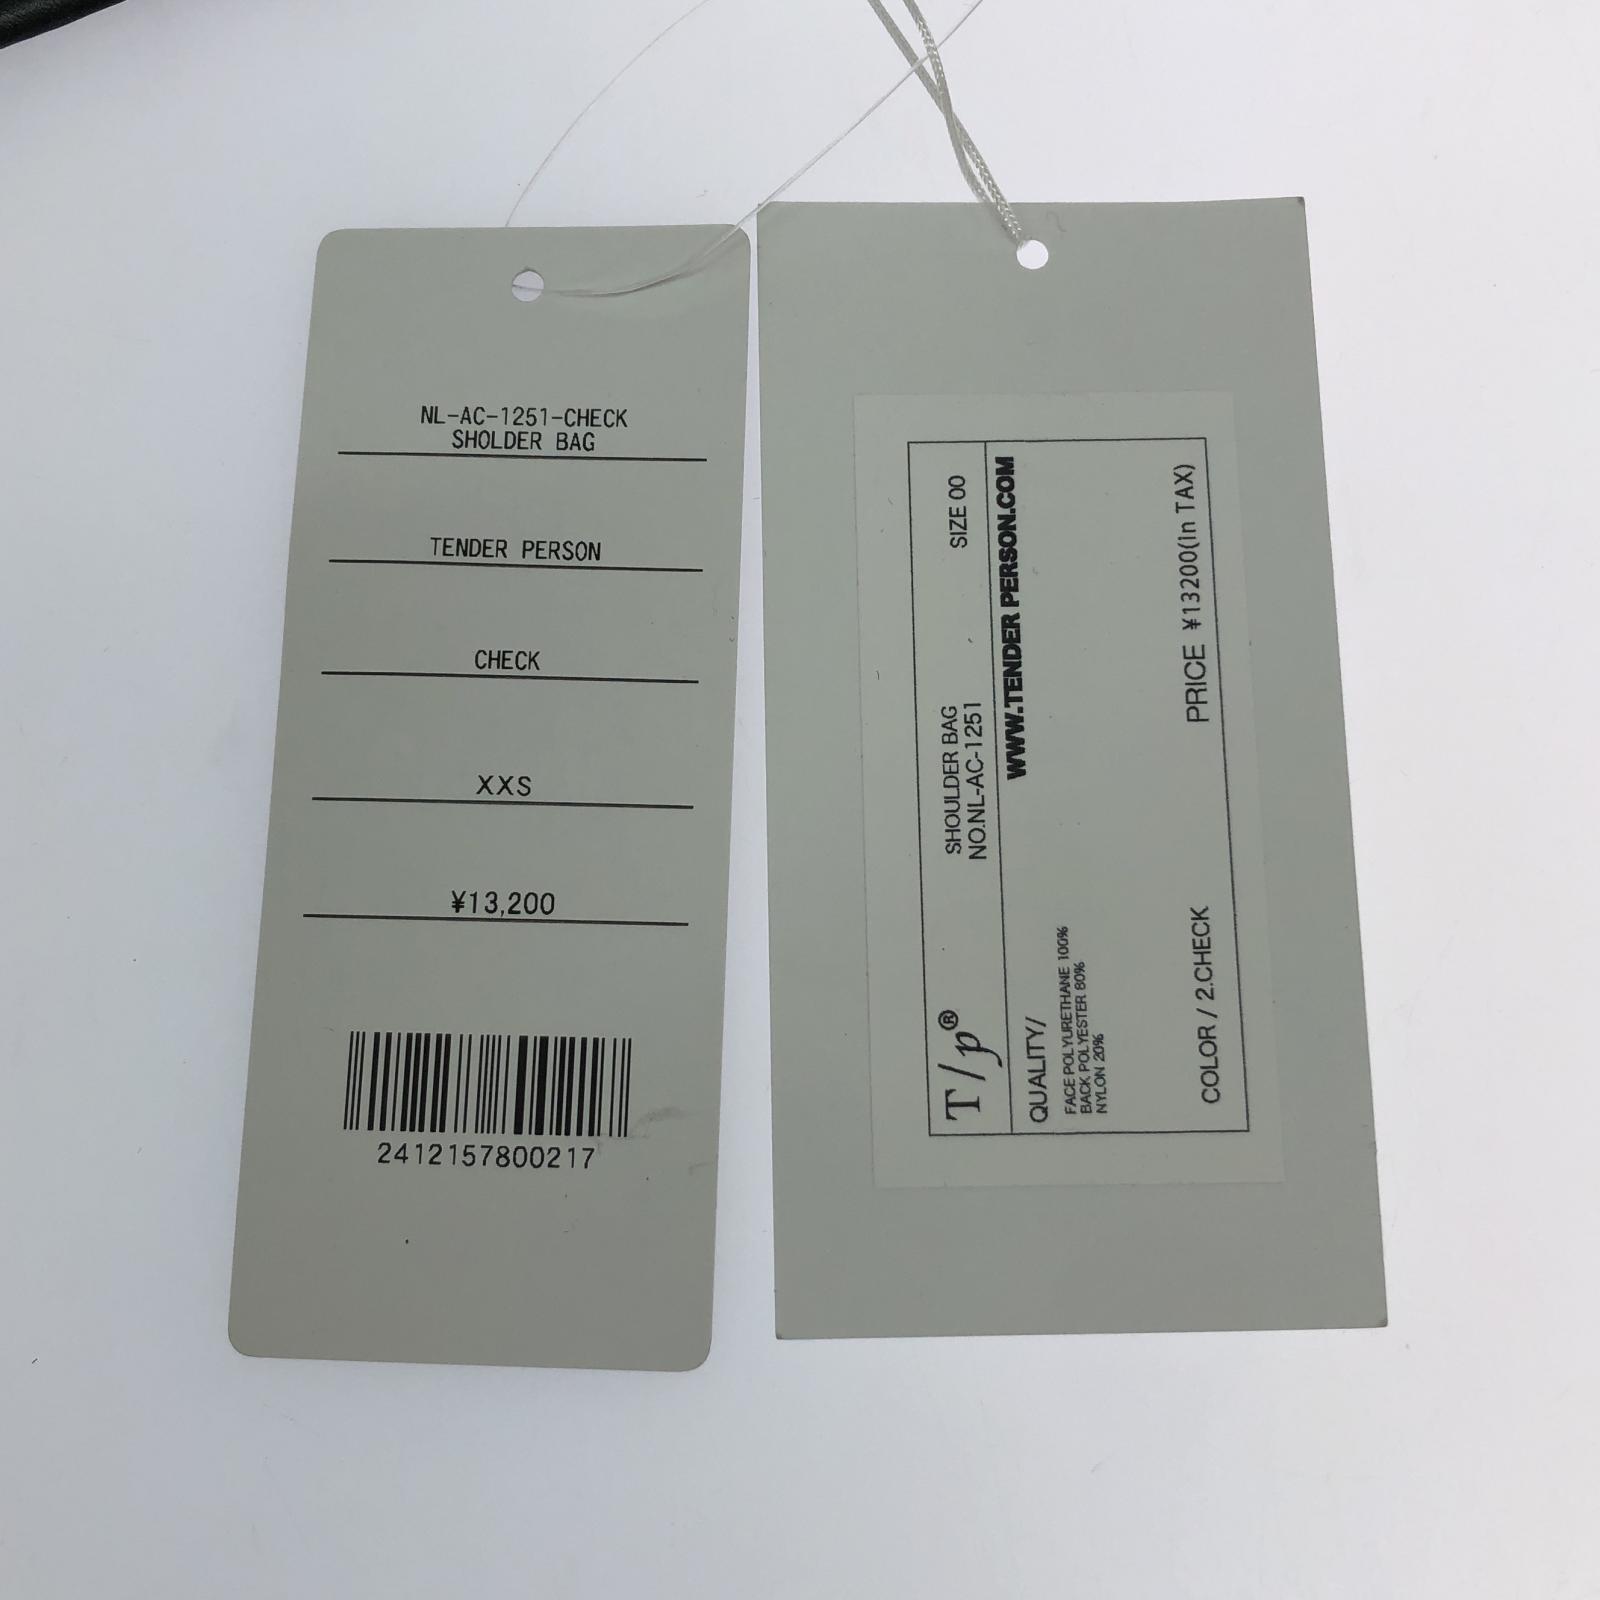 NL-AC-1251-CHECK
SHOLDER BAG
TENDER PERSON
CHECK
XXS
¥13,200
2412157800217
T/p®
SHOULDER BAG
NO.NL-AC-1251
SIZE 00
WWW.TENDER PERSON.COM
QUALITY/
FACE POLYURETHANE 100%
BACK POLYESTER 80%
NYLON 20%
COLOR / 2.CHECK
PRICE ¥13200(In TAX)